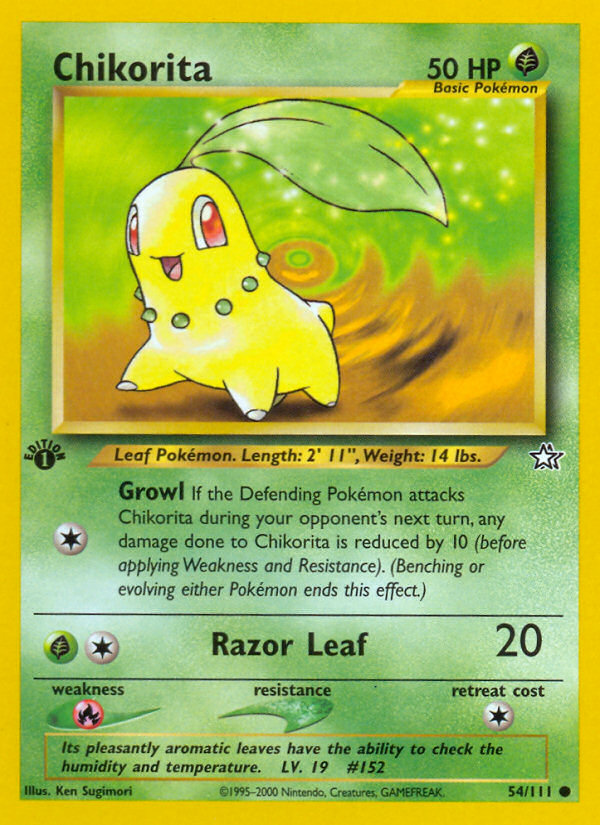 Chikorita
50 HP
Basic Pokémon
EDITION
1
Leaf Pokémon. Length: 2' 11", Weight: 14 lbs.
Growl If the Defending Pokémon attacks
Chikorita during your opponent's next turn, any
damage done to Chikorita is reduced by 10 (before
applying Weakness and Resistance). (Benching or
evolving either Pokémon ends this effect.)
Razor Leaf 20
weakness resistance retreat cost
Its pleasantly aromatic leaves have the ability to check the
humidity and temperature. LV. 19 #152
Illus. Ken Sugimori ©1995-2000 Nintendo, Creatures, GAMEFREAK. 54/111